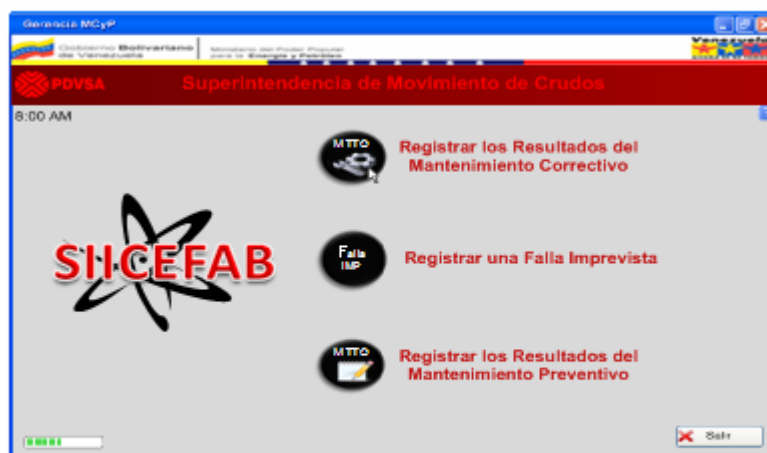 Gerencia MCyP
Gobierno Bolivariano
de Venezuela
Ministerio del Poder Popular
para la Energía y Petróleo
Venezuela
PDVSA
Superintendencia de Movimiento de Crudos
8:00 AM
MTTO
Registrar los Resultados del
Mantenimiento Correctivo
SIICEFAB
Falla
IMP
Registrar una Falla Imprevista
MTTO
Registrar los Resultados del
Mantenimiento Preventivo
Salir